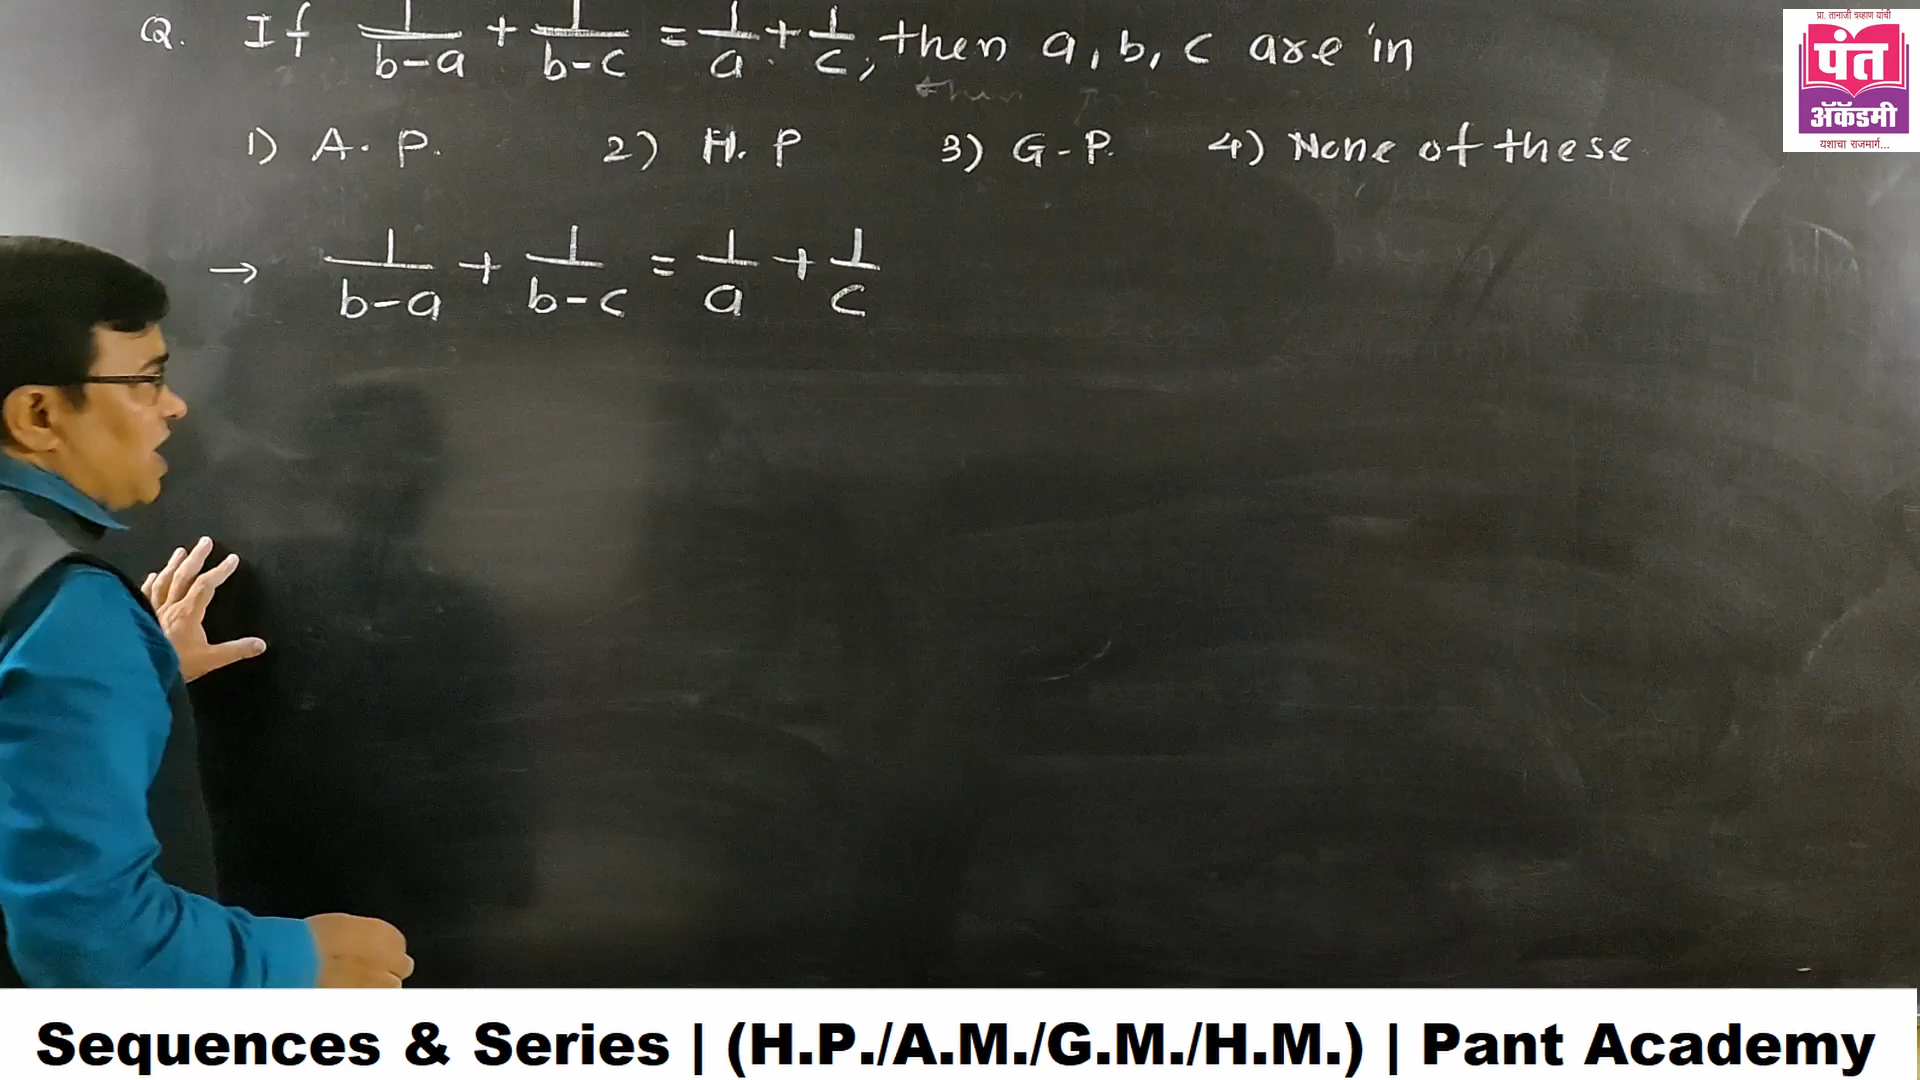 Q. If 1/(b-a) + 1/(b-c) = 1/a + 1/c, then a, b, c are in
1) A.P. 2) H.P 3) G-P. 4) None of these
→ 1/(b-a) + 1/(b-c) = 1/a + 1/c
प्रा. तानाजी चव्हाण यांची
पंत
अ‍ॅकॅडमी
यशाचा राजमार्ग...
Sequences & Series | (H.P./A.M./G.M./H.M.) | Pant Academy